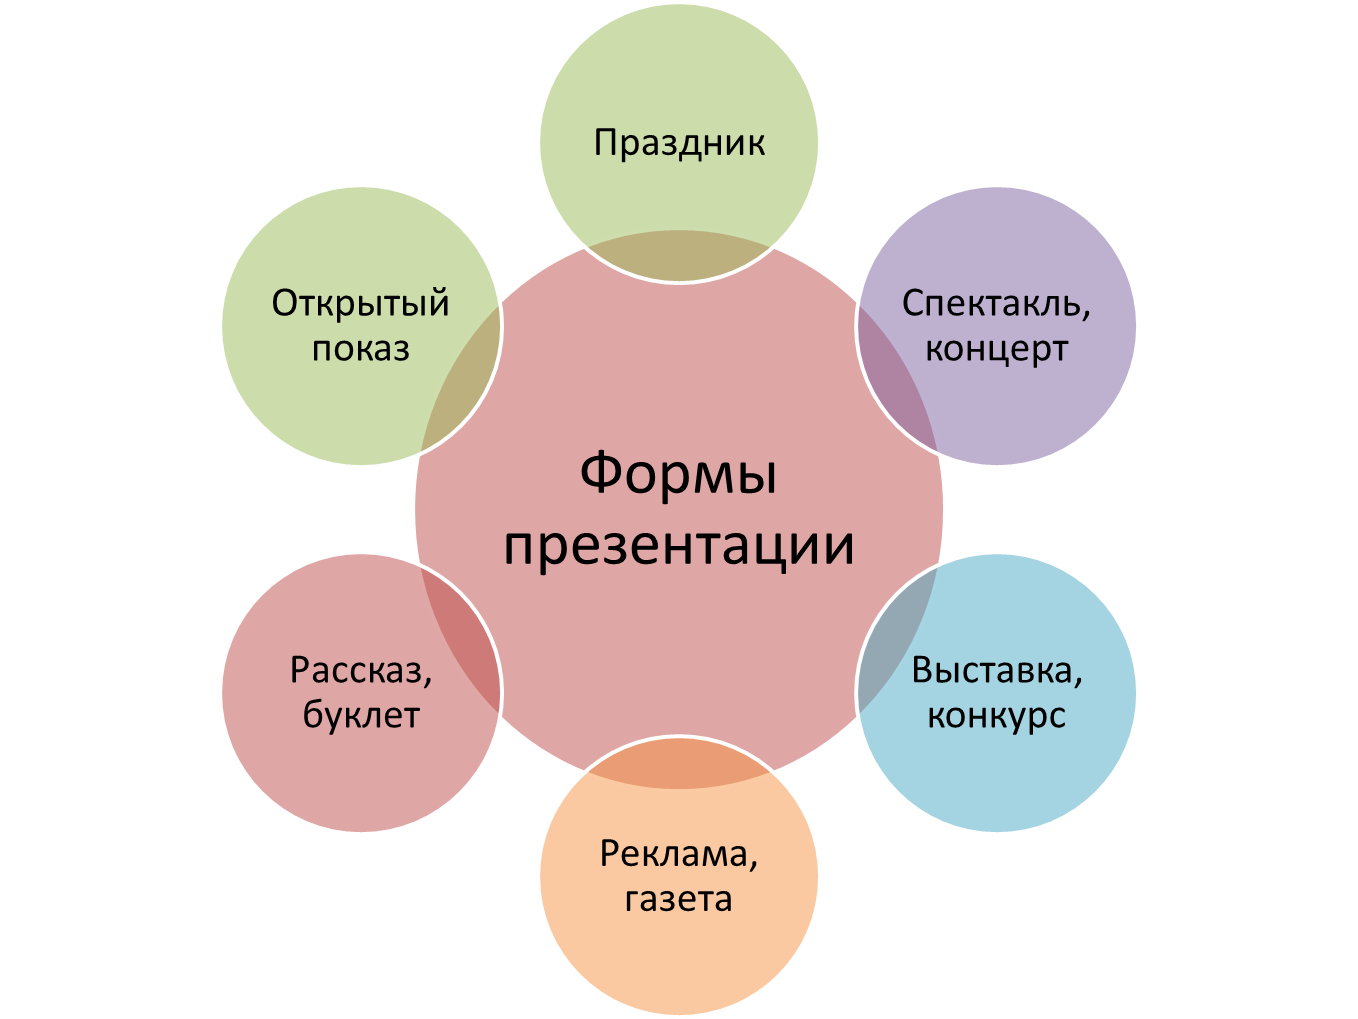 Праздник
Открытый
показ
Спектакль,
концерт
Формы
презентации
Рассказ,
буклет
Выставка,
конкурс
Реклама,
газета